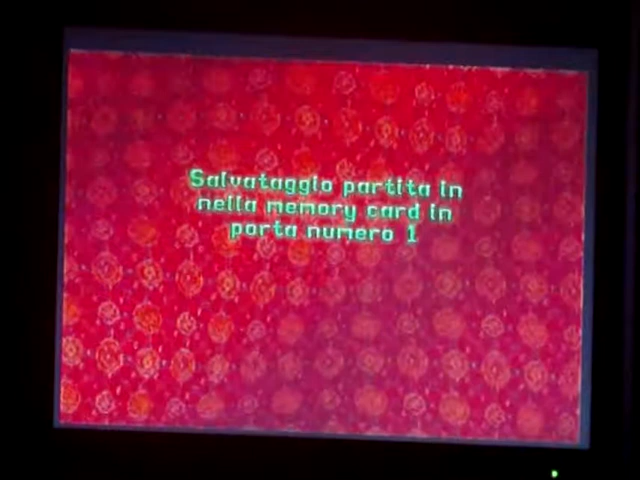 Salvataggio partita in
nella memory card in
porta numero 1